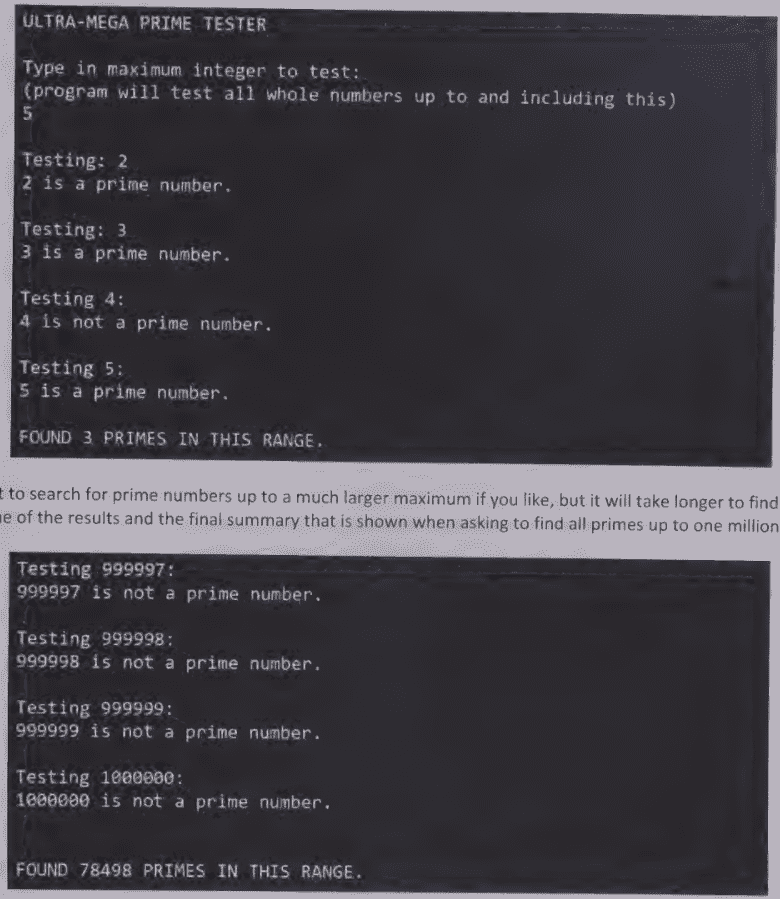 ULTRA-MEGA PRIME TESTER
Type in maximum integer to test:
(program will test all whole numbers up to and including this)
5
Testing: 2
2 is a prime number.
Testing: 3
3 is a prime number.
Testing 4:
4 is not a prime number.
Testing 5:
5 is a prime number.
FOUND 3 PRIMES IN THIS RANGE.
to search for prime numbers up to a much larger maximum if you like, but it will take longer to find
of the results and the final summary that is shown when asking to find all primes up to one million
Testing 999997:
999997 is not a prime number.
Testing 999998:
999998 is not a prime number.
Testing 999999:
999999 is not a prime number.
Testing 1000000:
1000000 is not a prime number.
FOUND 78498 PRIMES IN THIS RANGE.